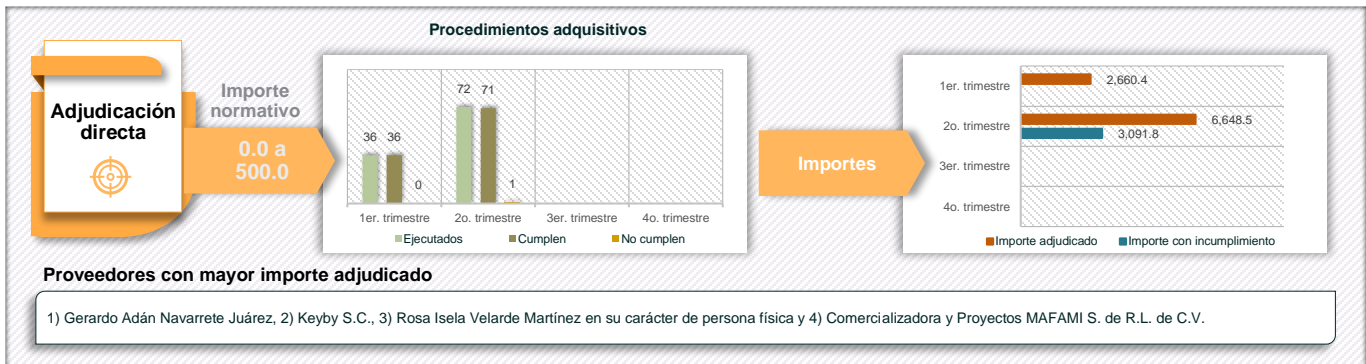 Procedimientos adquisitivos
Adjudicación
directa
Importe
normativo
0.0 a
500.0
36
36
0
72
71
1
1er. trimestre
2o. trimestre
3er. trimestre
4o. trimestre
Ejecutados
Cumplen
No cumplen
Importes
1er. trimestre
2,660.4
2o. trimestre
6,648.5
3,091.8
3er. trimestre
4o. trimestre
Importe adjudicado
Importe con incumplimiento
Proveedores con mayor importe adjudicado
1) Gerardo Adán Navarrete Juárez, 2) Keyby S.C., 3) Rosa Isela Velarde Martínez en su carácter de persona física y 4) Comercializadora y Proyectos MAFAMI S. de R.L. de C.V.